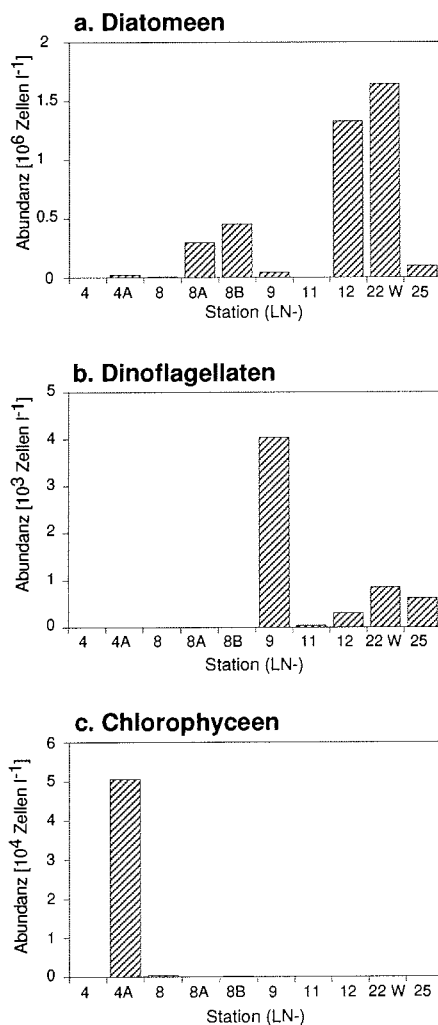 a. Diatomeen
Abundanz [10⁶ Zellen l⁻¹]
2
1.5
1
0.5
0
4 4A 8 8A 8B 9 11 12 22 W 25
Station (LN-)
b. Dinoflagellaten
Abundanz [10³ Zellen l⁻¹]
5
4
3
2
1
0
4 4A 8 8A 8B 9 11 12 22 W 25
Station (LN-)
c. Chlorophyceen
Abundanz [10⁴ Zellen l⁻¹]
6
5
4
3
2
1
0
4 4A 8 8A 8B 9 11 12 22 W 25
Station (LN-)